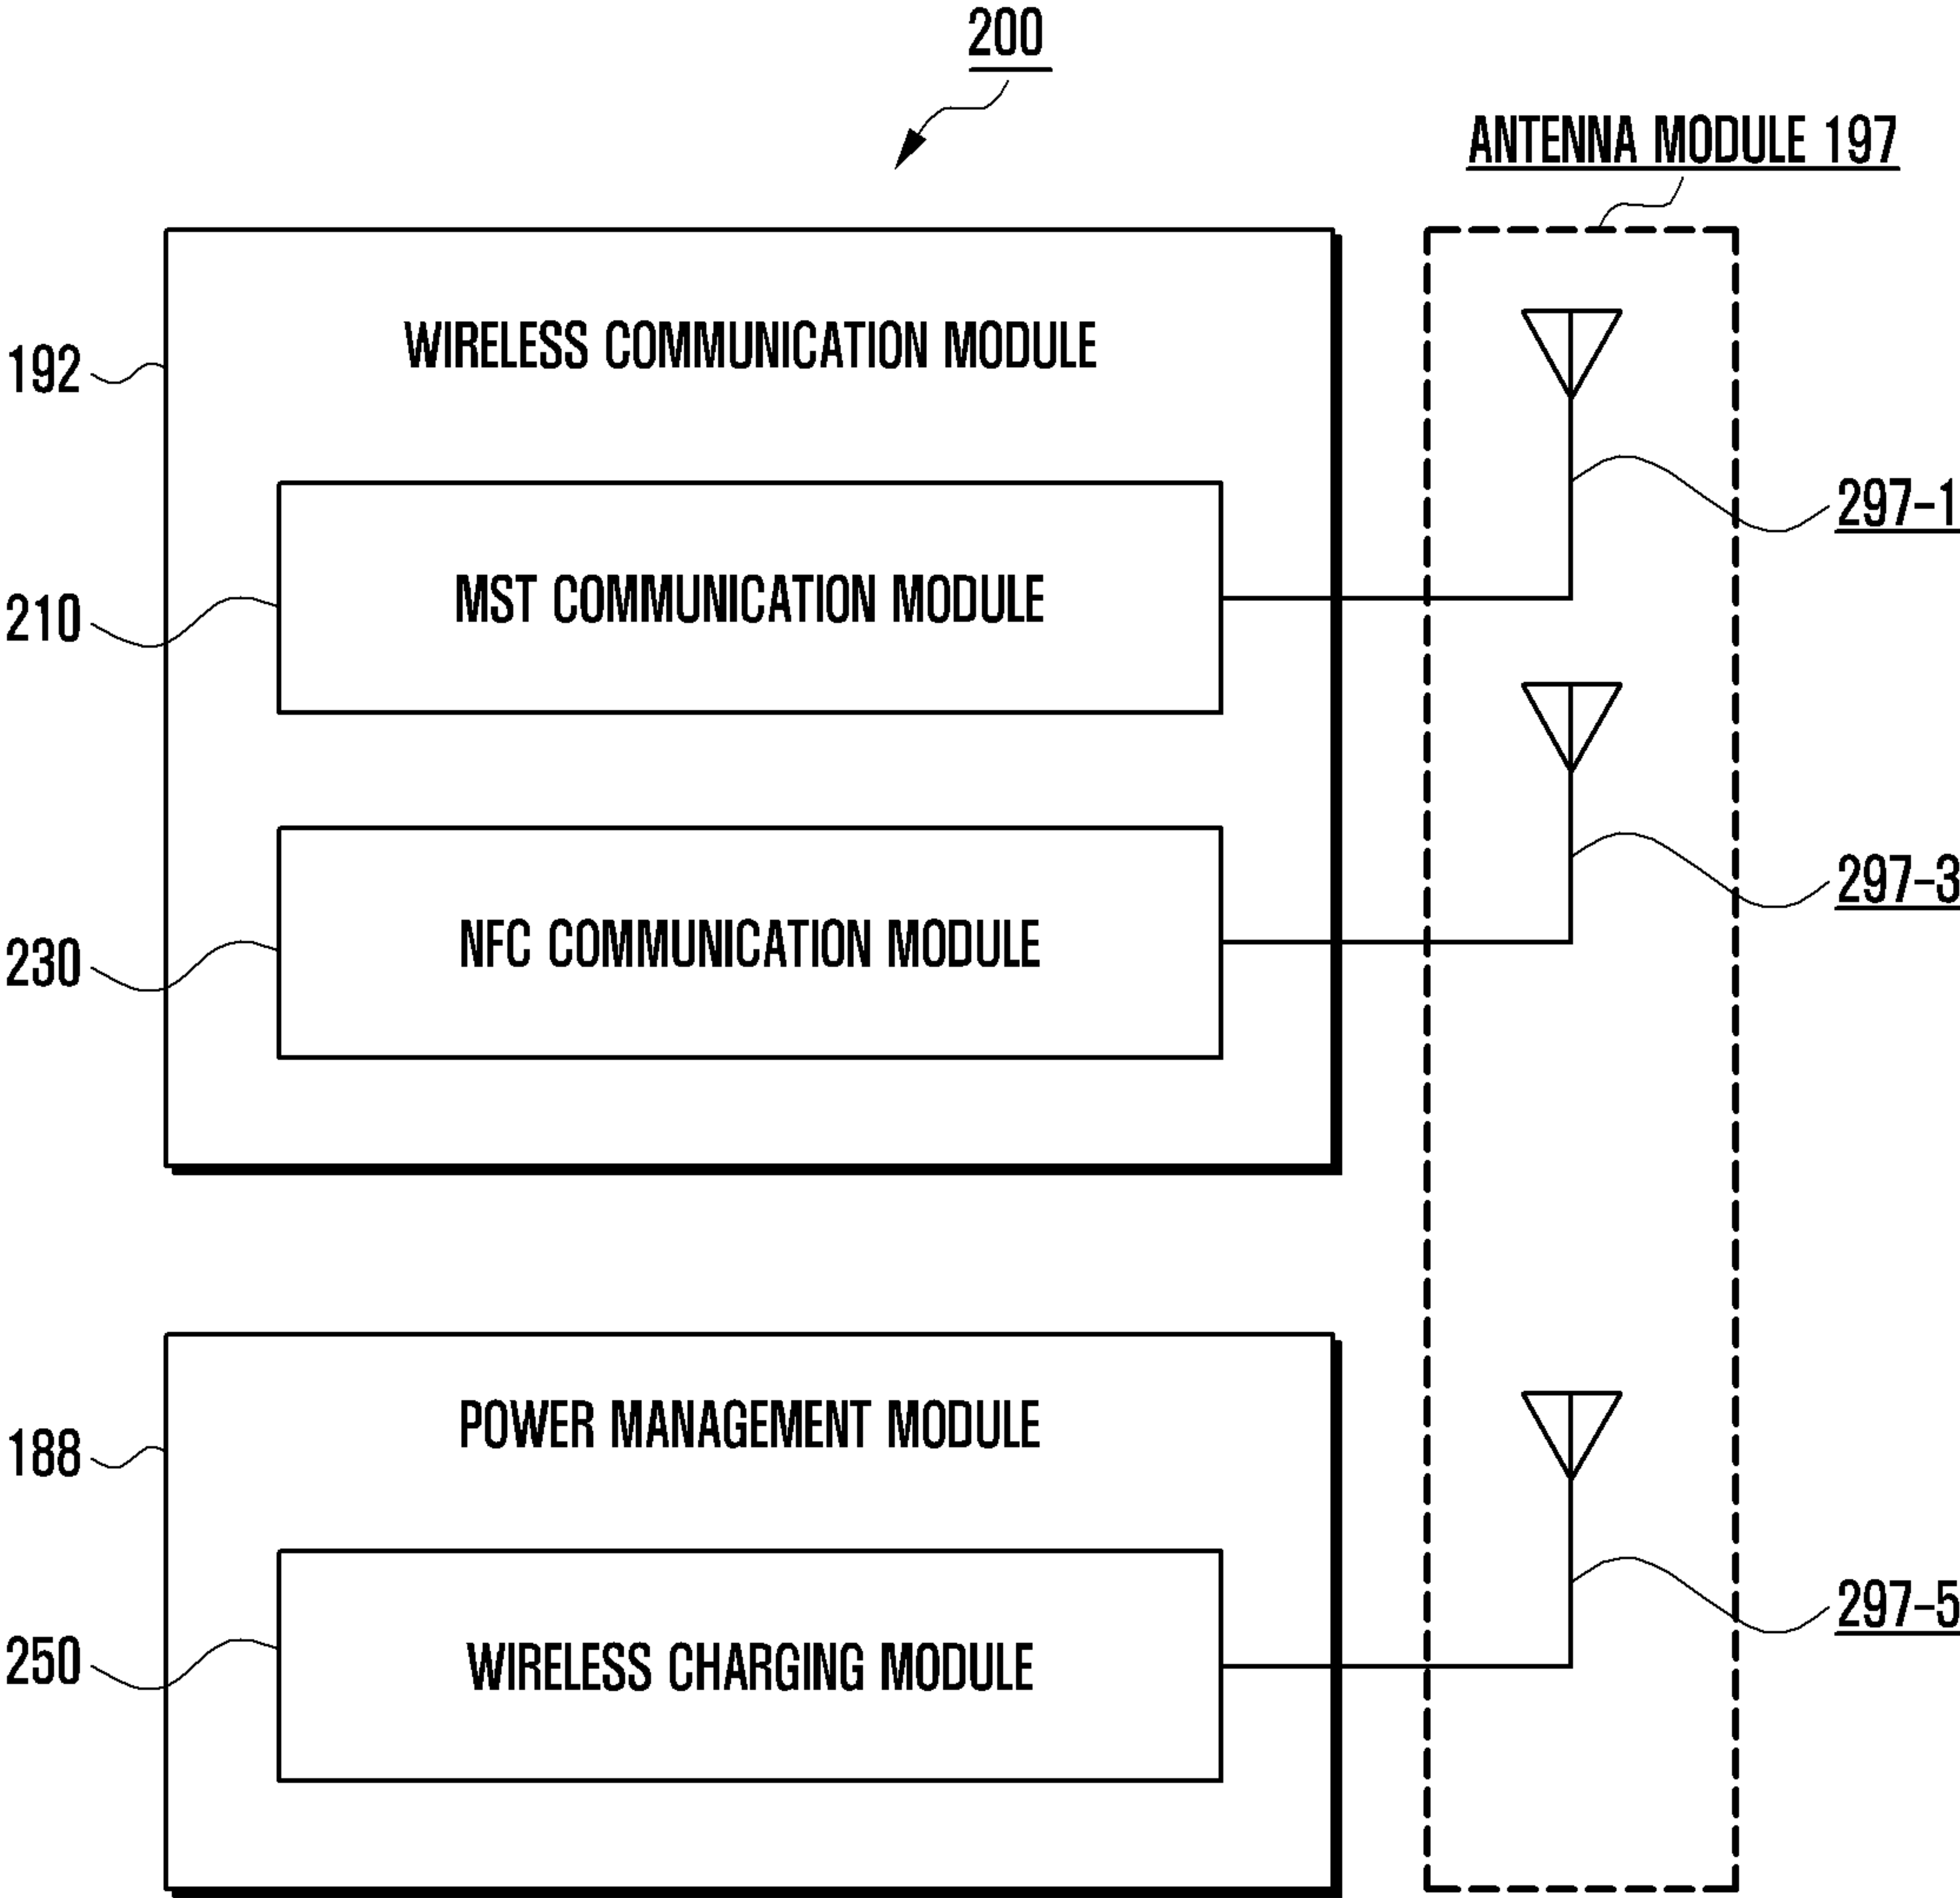 200
ANTENNA MODULE 197
WIRELESS COMMUNICATION MODULE
192
297-1
MST COMMUNICATION MODULE
210
297-3
NFC COMMUNICATION MODULE
230
POWER MANAGEMENT MODULE
188
297-5
WIRELESS CHARGING MODULE
250